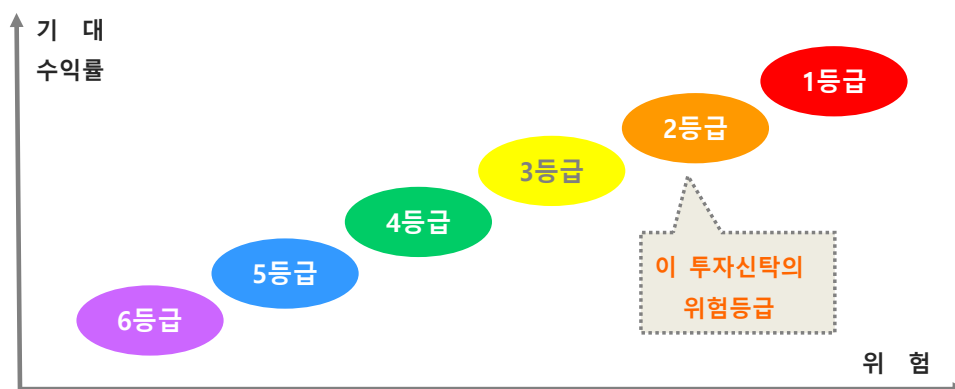 기 대
수익률
1등급
2등급
3등급
4등급
5등급
6등급
이 투자신탁의
위험등급
위 험